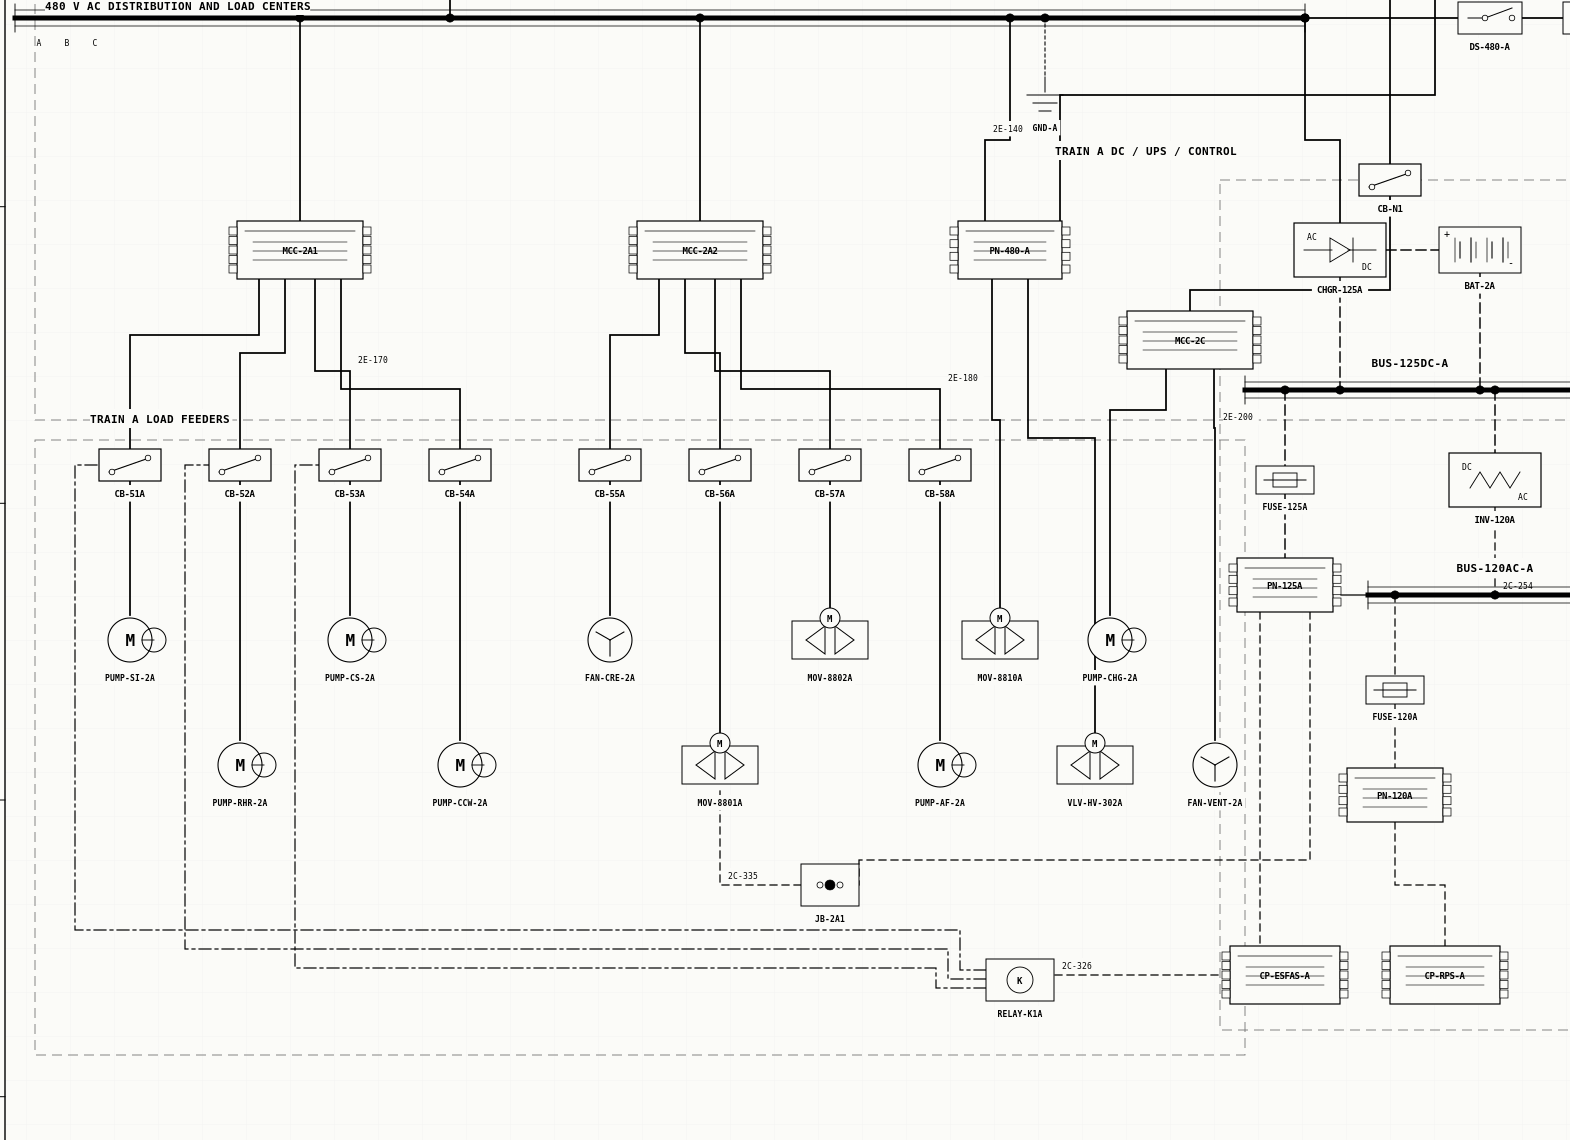 480 V AC DISTRIBUTION AND LOAD CENTERS
A B C
DS-480-A
2E-140 GND-A
TRAIN A DC / UPS / CONTROL
CB-N1
AC
DC
CHGR-125A
+
-
BAT-2A
MCC-2A1
MCC-2A2
PN-480-A
MCC-2C
2E-170
2E-180
BUS-125DC-A
2E-200
TRAIN A LOAD FEEDERS
CB-51A
CB-52A
CB-53A
CB-54A
CB-55A
CB-56A
CB-57A
CB-58A
FUSE-125A
DC
AC
INV-120A
BUS-120AC-A
2C-254
PN-125A
M
PUMP-SI-2A
M
PUMP-CS-2A
FAN-CRE-2A
M
MOV-8802A
M
MOV-8810A
M
PUMP-CHG-2A
FUSE-120A
M
PUMP-RHR-2A
M
PUMP-CCW-2A
M
MOV-8801A
M
PUMP-AF-2A
M
VLV-HV-302A
FAN-VENT-2A
PN-120A
2C-335
JB-2A1
K
RELAY-K1A
2C-326
CP-ESFAS-A
CP-RPS-A